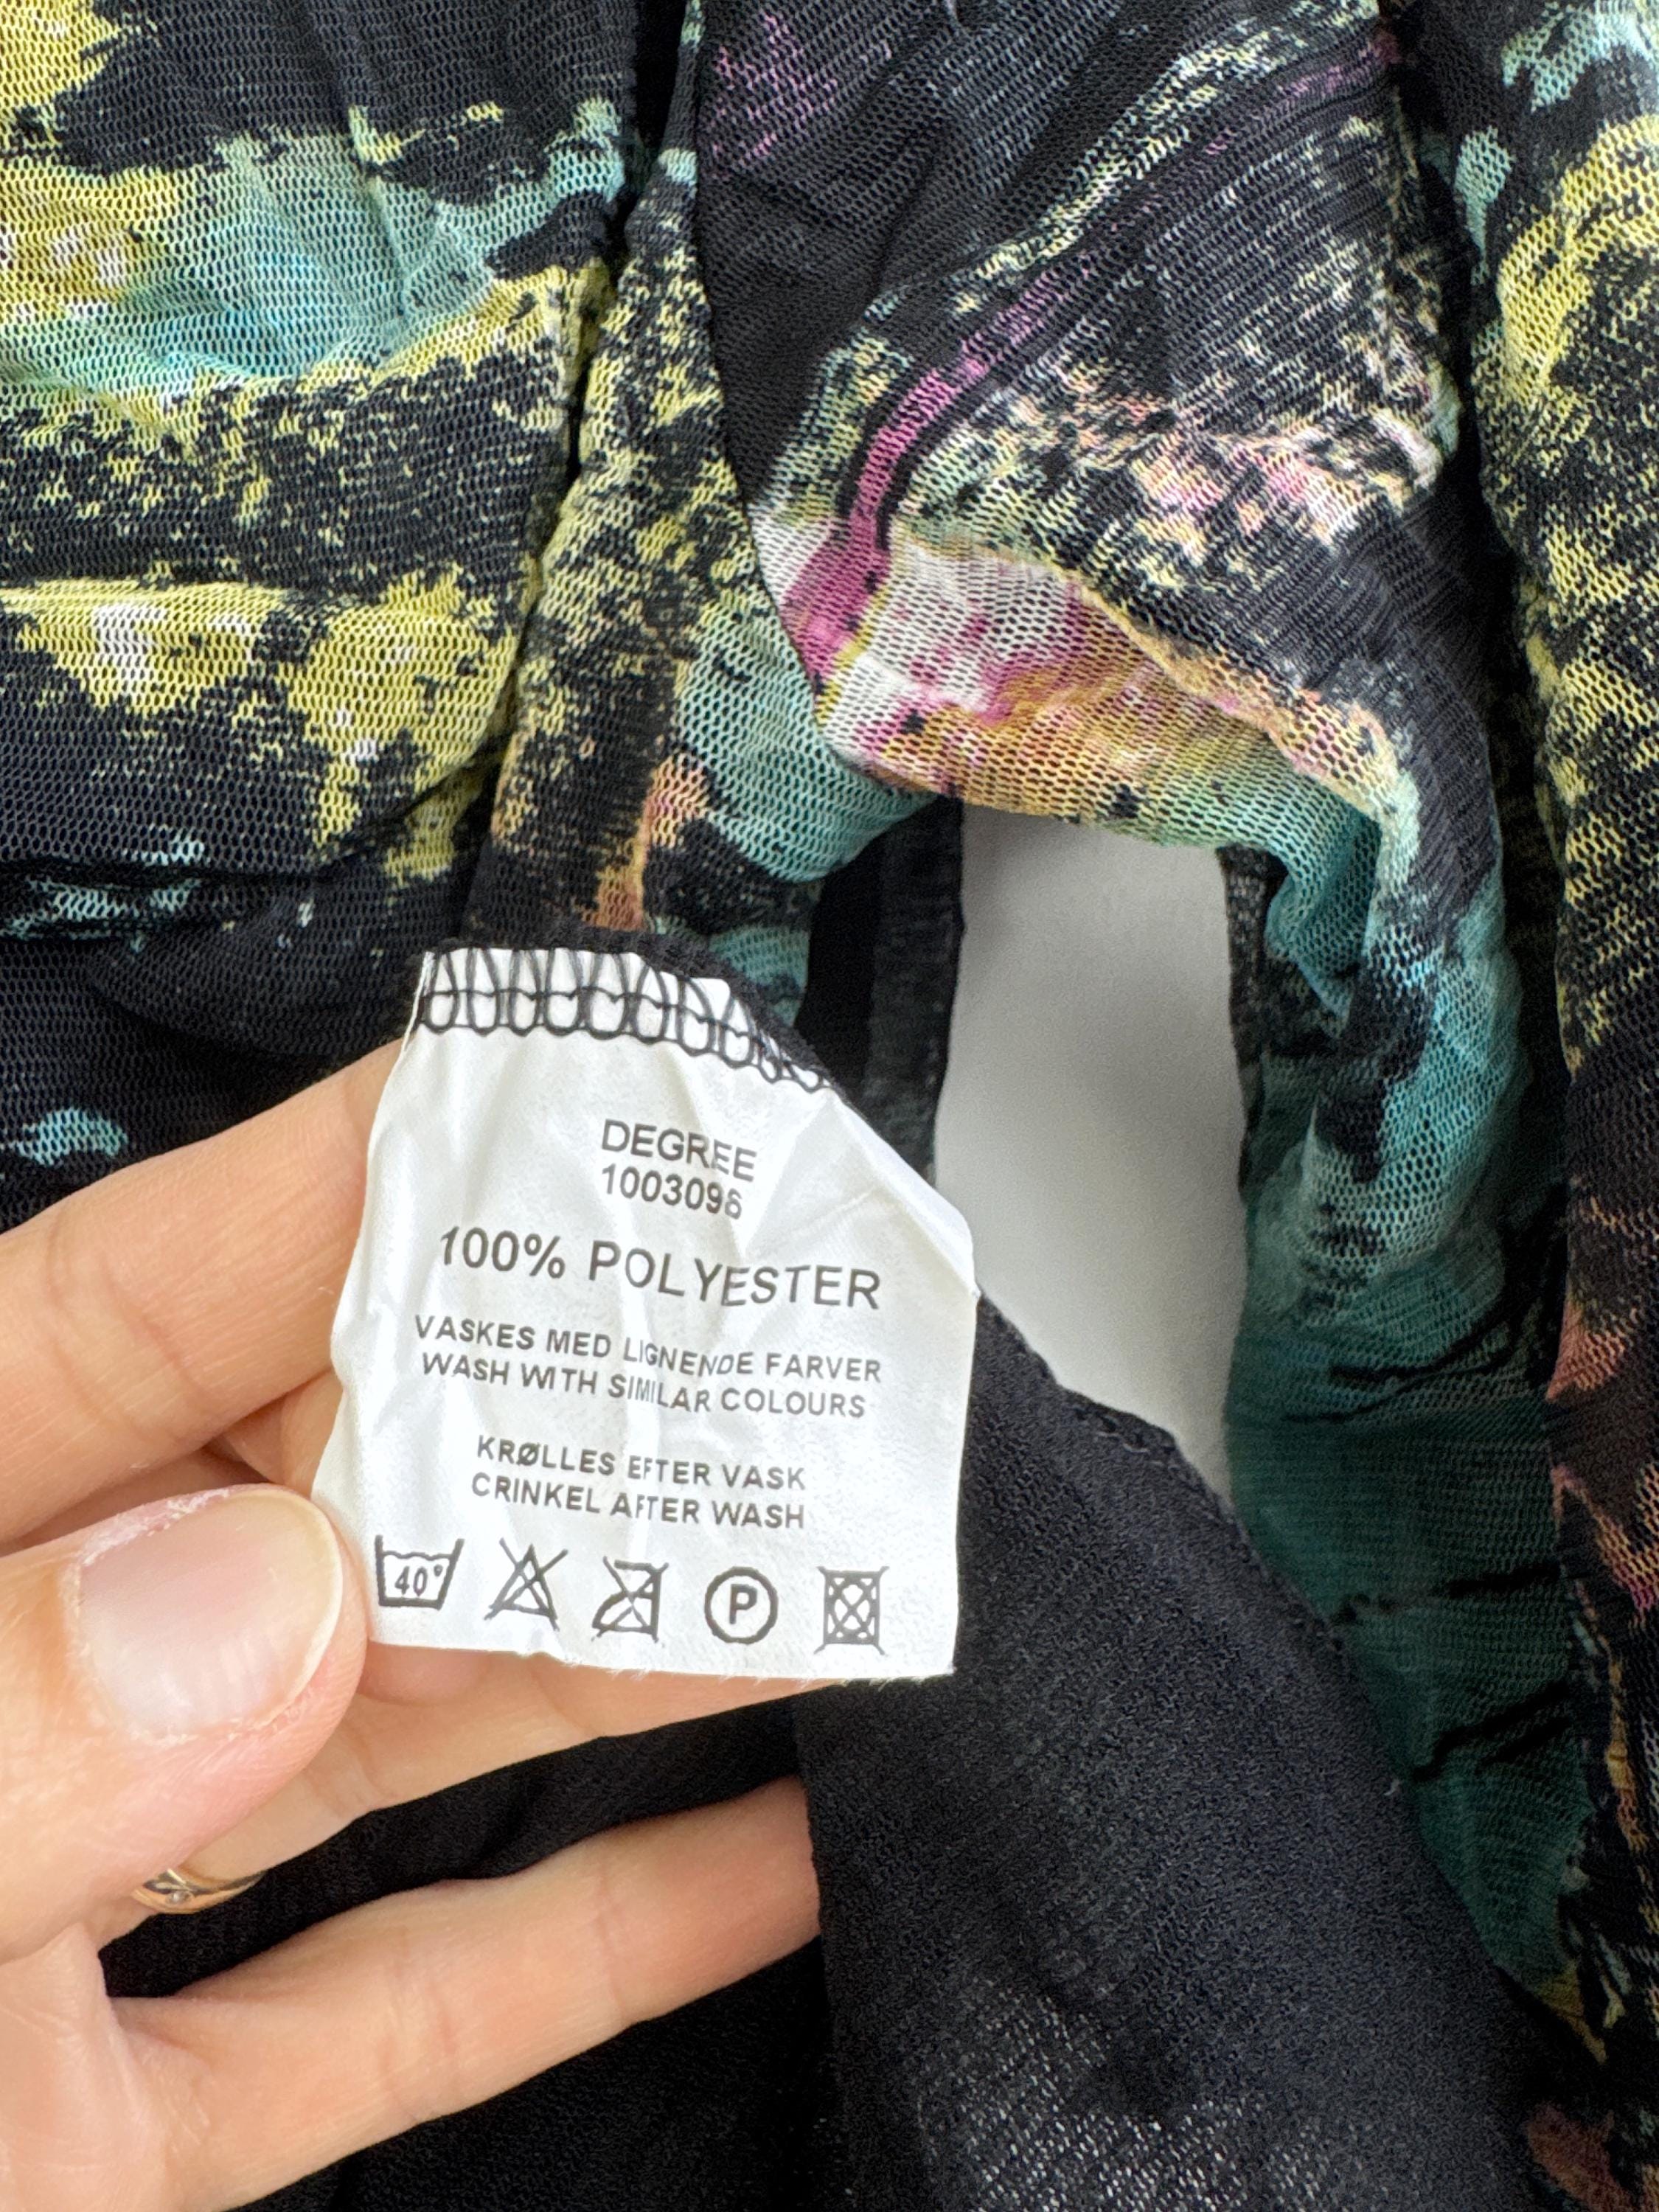 DEGREE
1003096
100% POLYESTER
VASKES MED LIGNENDE FARVER
WASH WITH SIMILAR COLOURS
KRØLLES EFTER VASK
CRINKEL AFTER WASH
40°
P